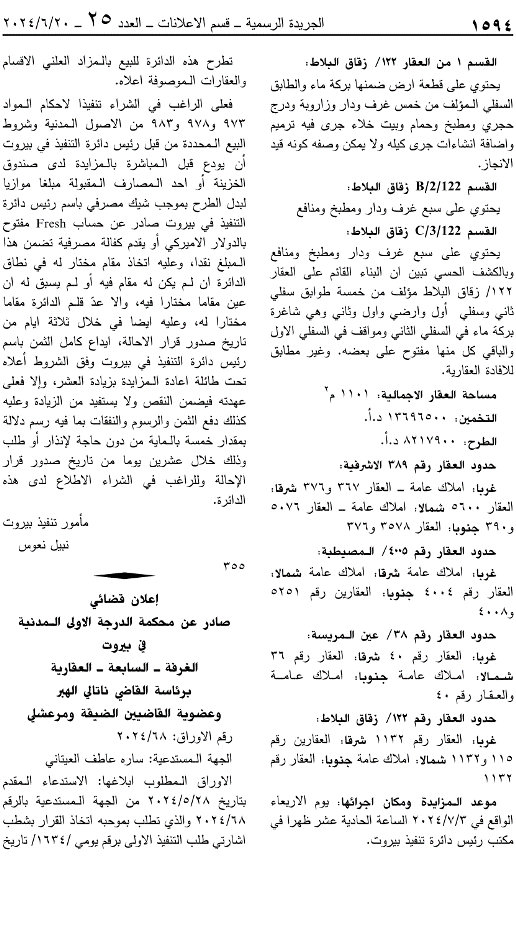 ١٥٩٤
الجريدة الرسمية ــ قسم الاعلانات ــ العدد ٢٥ ــ ٢٠٢٤/٦/٢٠
القسم ١ من العقار ١٢٢/ زقاق البلاط:
يحتوي على قطعة ارض ضمنها بركة ماء والطابق
السفلي المؤلف من خمس غرف ودار وزاروبة ودرج
حجري ومطبخ وحمام وبيت خلاء جرى فيه ترميم
واضافة انشاءات جرى كيله ولا يمكن وصفه كونه قيد
الانجاز.
القسم B/2/122 زقاق البلاط:
يحتوي على سبع غرف ودار ومطبخ ومنافع
القسم C/3/122 زقاق البلاط:
يحتوي على سبع غرف ودار ومطبخ ومنافع
وبالكشف الحسي تبين ان البناء القائم على العقار
١٢٢/ زقاق البلاط مؤلف من خمسة طوابق سفلي
ثاني وسفلي أول وارضي واول وثاني وهي شاغرة
بركة ماء في السفلي الثاني ومواقف في السفلي الاول
والباقي كل منها مفتوح على بعضه. وغير مطابق
للافادة العقارية.
مساحة العقار الاجمالية: ١١٠١ م٢
التخمين: ١٣٦٩٦٥٠٠ د.أ.
الطرح: ٨٢١٧٩٠٠ د.أ.
حدود العقار رقم ٣٨٩ الاشرفية:
غربا: املاك عامة ــ العقار ٣٦٧ و٣٧٦ شرقا:
العقار ٥٦٠٠ شمالا: املاك عامة ــ العقار ٥٠٧٦
و٣٩٠ جنوبا: العقار ٣٥٧٨ و٣٧٦
حدود العقار رقم ٤٠٠٥/ المصيطبة:
غربا: املاك عامة شرقا: املاك عامة شمالا:
العقار رقم ٤٠٠٤ جنوبا: العقارين رقم ٥٢٥١
و٤٠٠٨
حدود العقار رقم ٣٨/ عين المريسة:
غربا: العقار رقم ٤٠ شرقا: العقار رقم ٣٦
شمالا: املاك عامة جنوبا: املاك عامة
والعقار رقم ٤٠
حدود العقار رقم ١٢٢/ زقاق البلاط:
غربا: العقار رقم ١١٣٢ شرقا: العقارين رقم
١١٥ و١١٣٢ شمالا: املاك عامة جنوبا: العقار رقم
١١٣٢
موعد المزايدة ومكان اجرائها: يوم الاربعاء
الواقع في ٢٠٢٤/٧/٣ الساعة الحادية عشر ظهرا في
مكتب رئيس دائرة تنفيذ بيروت.
تطرح هذه الدائرة للبيع بالمزاد العلني الاقسام
والعقارات الموصوفة اعلاه.
فعلى الراغب في الشراء تنفيذا لاحكام المواد
٩٧٣ و٩٧٨ و٩٨٣ من الاصول المدنية وشروط
البيع المحددة من قبل رئيس دائرة التنفيذ في بيروت
أن يودع قبل المباشرة بالمزايدة لدى صندوق
الخزينة أو احد المصارف المقبولة مبلغا موازيا
لبدل الطرح بموجب شيك مصرفي باسم رئيس دائرة
التنفيذ في بيروت صادر عن حساب Fresh مفتوح
بالدولار الاميركي أو يقدم كفالة مصرفية تضمن هذا
المبلغ نقدا، وعليه اتخاذ مقام مختار له في نطاق
الدائرة ان لم يكن له مقام فيه أو لم يسبق له ان
عين مقاما مختارا فيه، والا عدّ قلم الدائرة مقاما
مختارا له، وعليه ايضا في خلال ثلاثة ايام من
تاريخ صدور قرار الاحالة، ايداع كامل الثمن باسم
رئيس دائرة التنفيذ في بيروت وفق الشروط أعلاه
تحت طائلة اعادة المزايدة بزيادة العشر، وإلا فعلى
عهدته فيضمن النقص ولا يستفيد من الزيادة وعليه
كذلك دفع الثمن والرسوم والنفقات بما فيه رسم دلالة
بمقدار خمسة بالماية من دون حاجة لإنذار أو طلب
وذلك خلال عشرين يوما من تاريخ صدور قرار
الإحالة وللراغب في الشراء الاطلاع لدى هذه
الدائرة.
مأمور تنفيذ بيروت
نبيل نعوس
٣٥٥
إعلان قضائي
صادر عن محكمة الدرجة الاولى المدنية
في بيروت
الغرفة ــ السابعة ــ العقارية
برئاسة القاضي ناتالي الهبر
وعضوية القاضيين الضيقة ومرعشلي
رقم الاوراق: ٢٠٢٤/٦٨
الجهة المستدعية: ساره عاطف العيتاني
الأوراق المطلوب ابلاغها: الاستدعاء المقدم
بتاريخ ٢٠٢٤/٥/٢٨ من الجهة المستدعية بالرقم
٢٠٢٤/٦٨ والذي تطلب بموجبه اتخاذ القرار بشطب
اشارتي طلب التنفيذ الاولى برقم يومي /١٦٣٤/ تاريخ